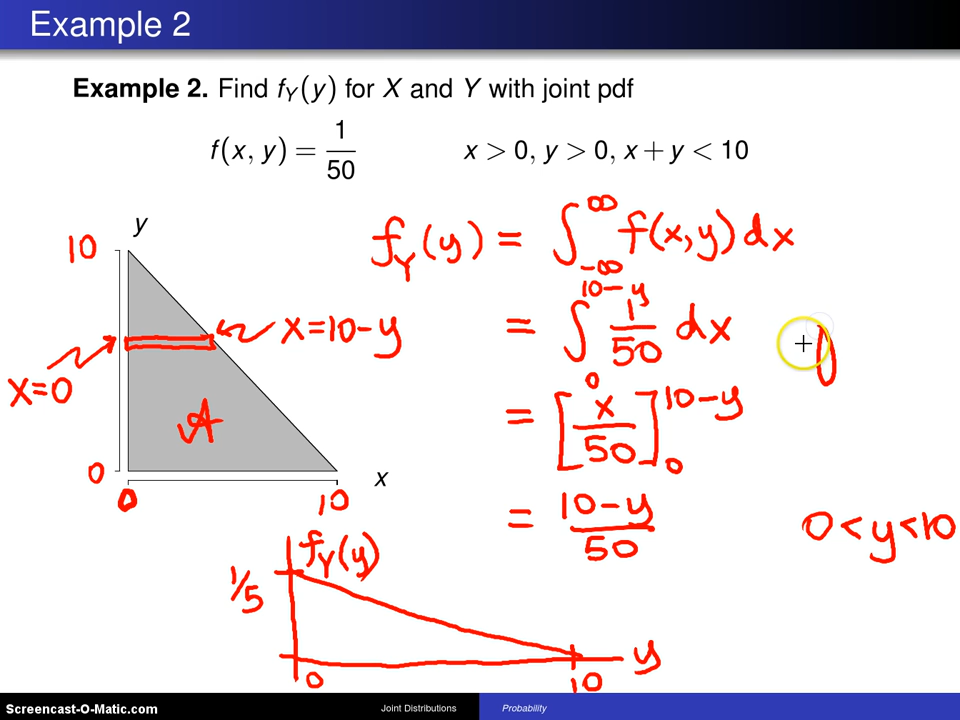 Example 2
Example 2. Find f_Y(y) for X and Y with joint pdf
f(x, y) = 1/50    x > 0, y > 0, x + y < 10
y
10
0
0
10
x
x=0
x=10-y
A
f_Y(y) = ∫_{-∞}^{∞} f(x,y) dx
= ∫_0^{10-y} 1/50 dx
= [x/50]_0^{10-y}
= (10-y)/50    0<y<10
f_Y(y)
1/5
0
10
y
Screencast-O-Matic.com
Joint Distributions
Probability